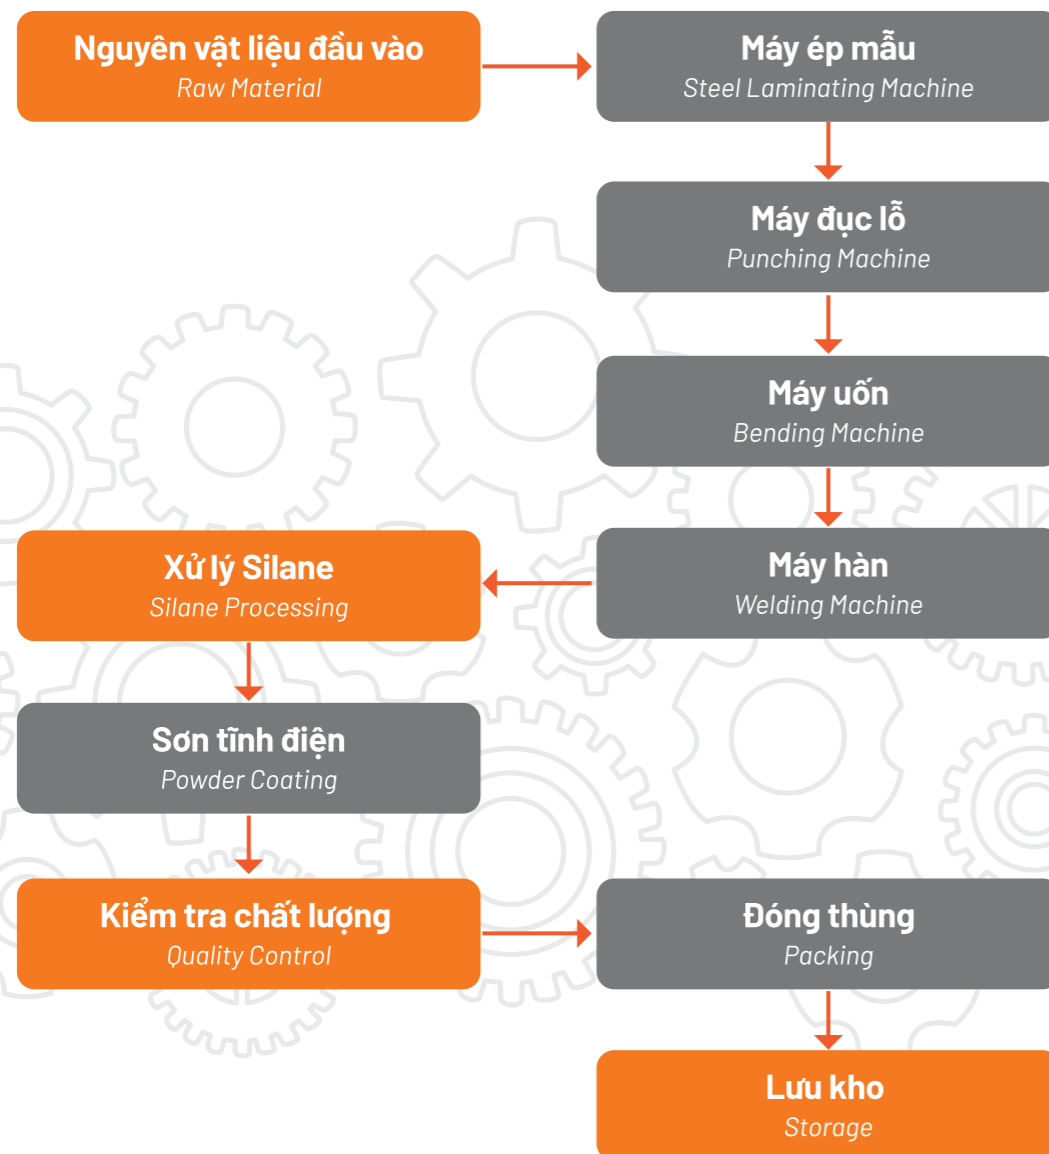 Nguyên vật liệu đầu vào
Raw Material
Máy ép mẫu
Steel Laminating Machine
Máy đục lỗ
Punching Machine
Máy uốn
Bending Machine
Máy hàn
Welding Machine
Xử lý Silane
Silane Processing
Sơn tĩnh điện
Powder Coating
Kiểm tra chất lượng
Quality Control
Đóng thùng
Packing
Lưu kho
Storage